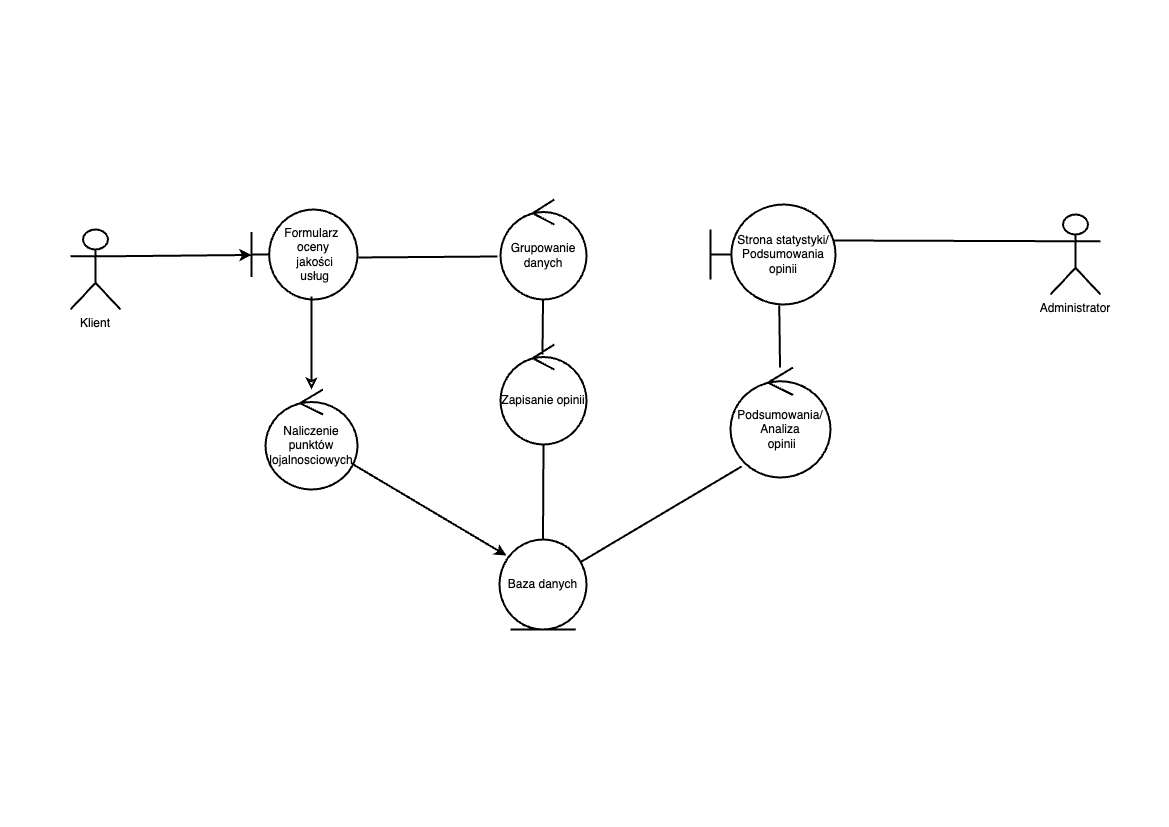 Klient
Formularz
oceny
jakości
usług
Grupowanie
danych
Strona statystyki/
Podsumowania
opinii
Administrator
Naliczenie
punktów
lojalnosciowych
Zapisanie opinii
Podsumowania/
Analiza
opinii
Baza danych